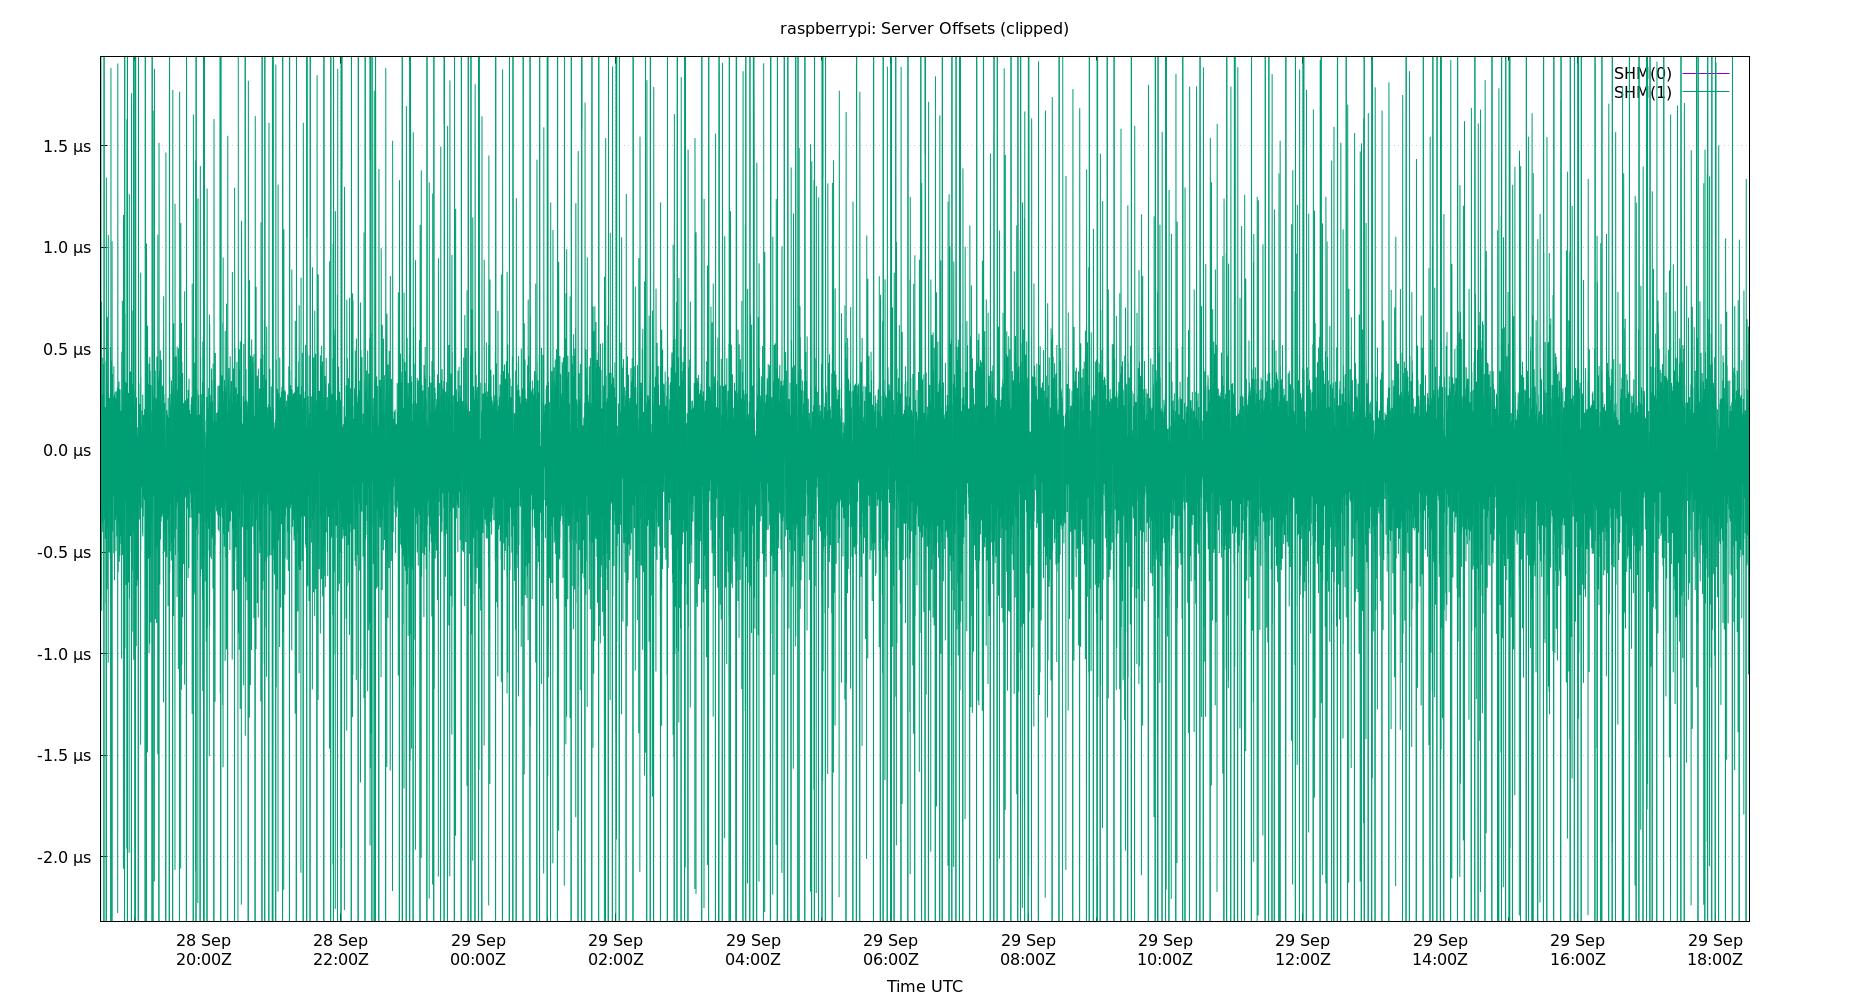 raspberrypi: Server Offsets (clipped)
SHM(0)
SHM(1)
1.5 µs
1.0 µs
0.5 µs
0.0 µs
-0.5 µs
-1.0 µs
-1.5 µs
-2.0 µs
28 Sep 28 Sep 29 Sep 29 Sep 29 Sep 29 Sep 29 Sep 29 Sep 29 Sep 29 Sep 29 Sep 29 Sep
20:00Z 22:00Z 00:00Z 02:00Z 04:00Z 06:00Z 08:00Z 10:00Z 12:00Z 14:00Z 16:00Z 18:00Z
Time UTC